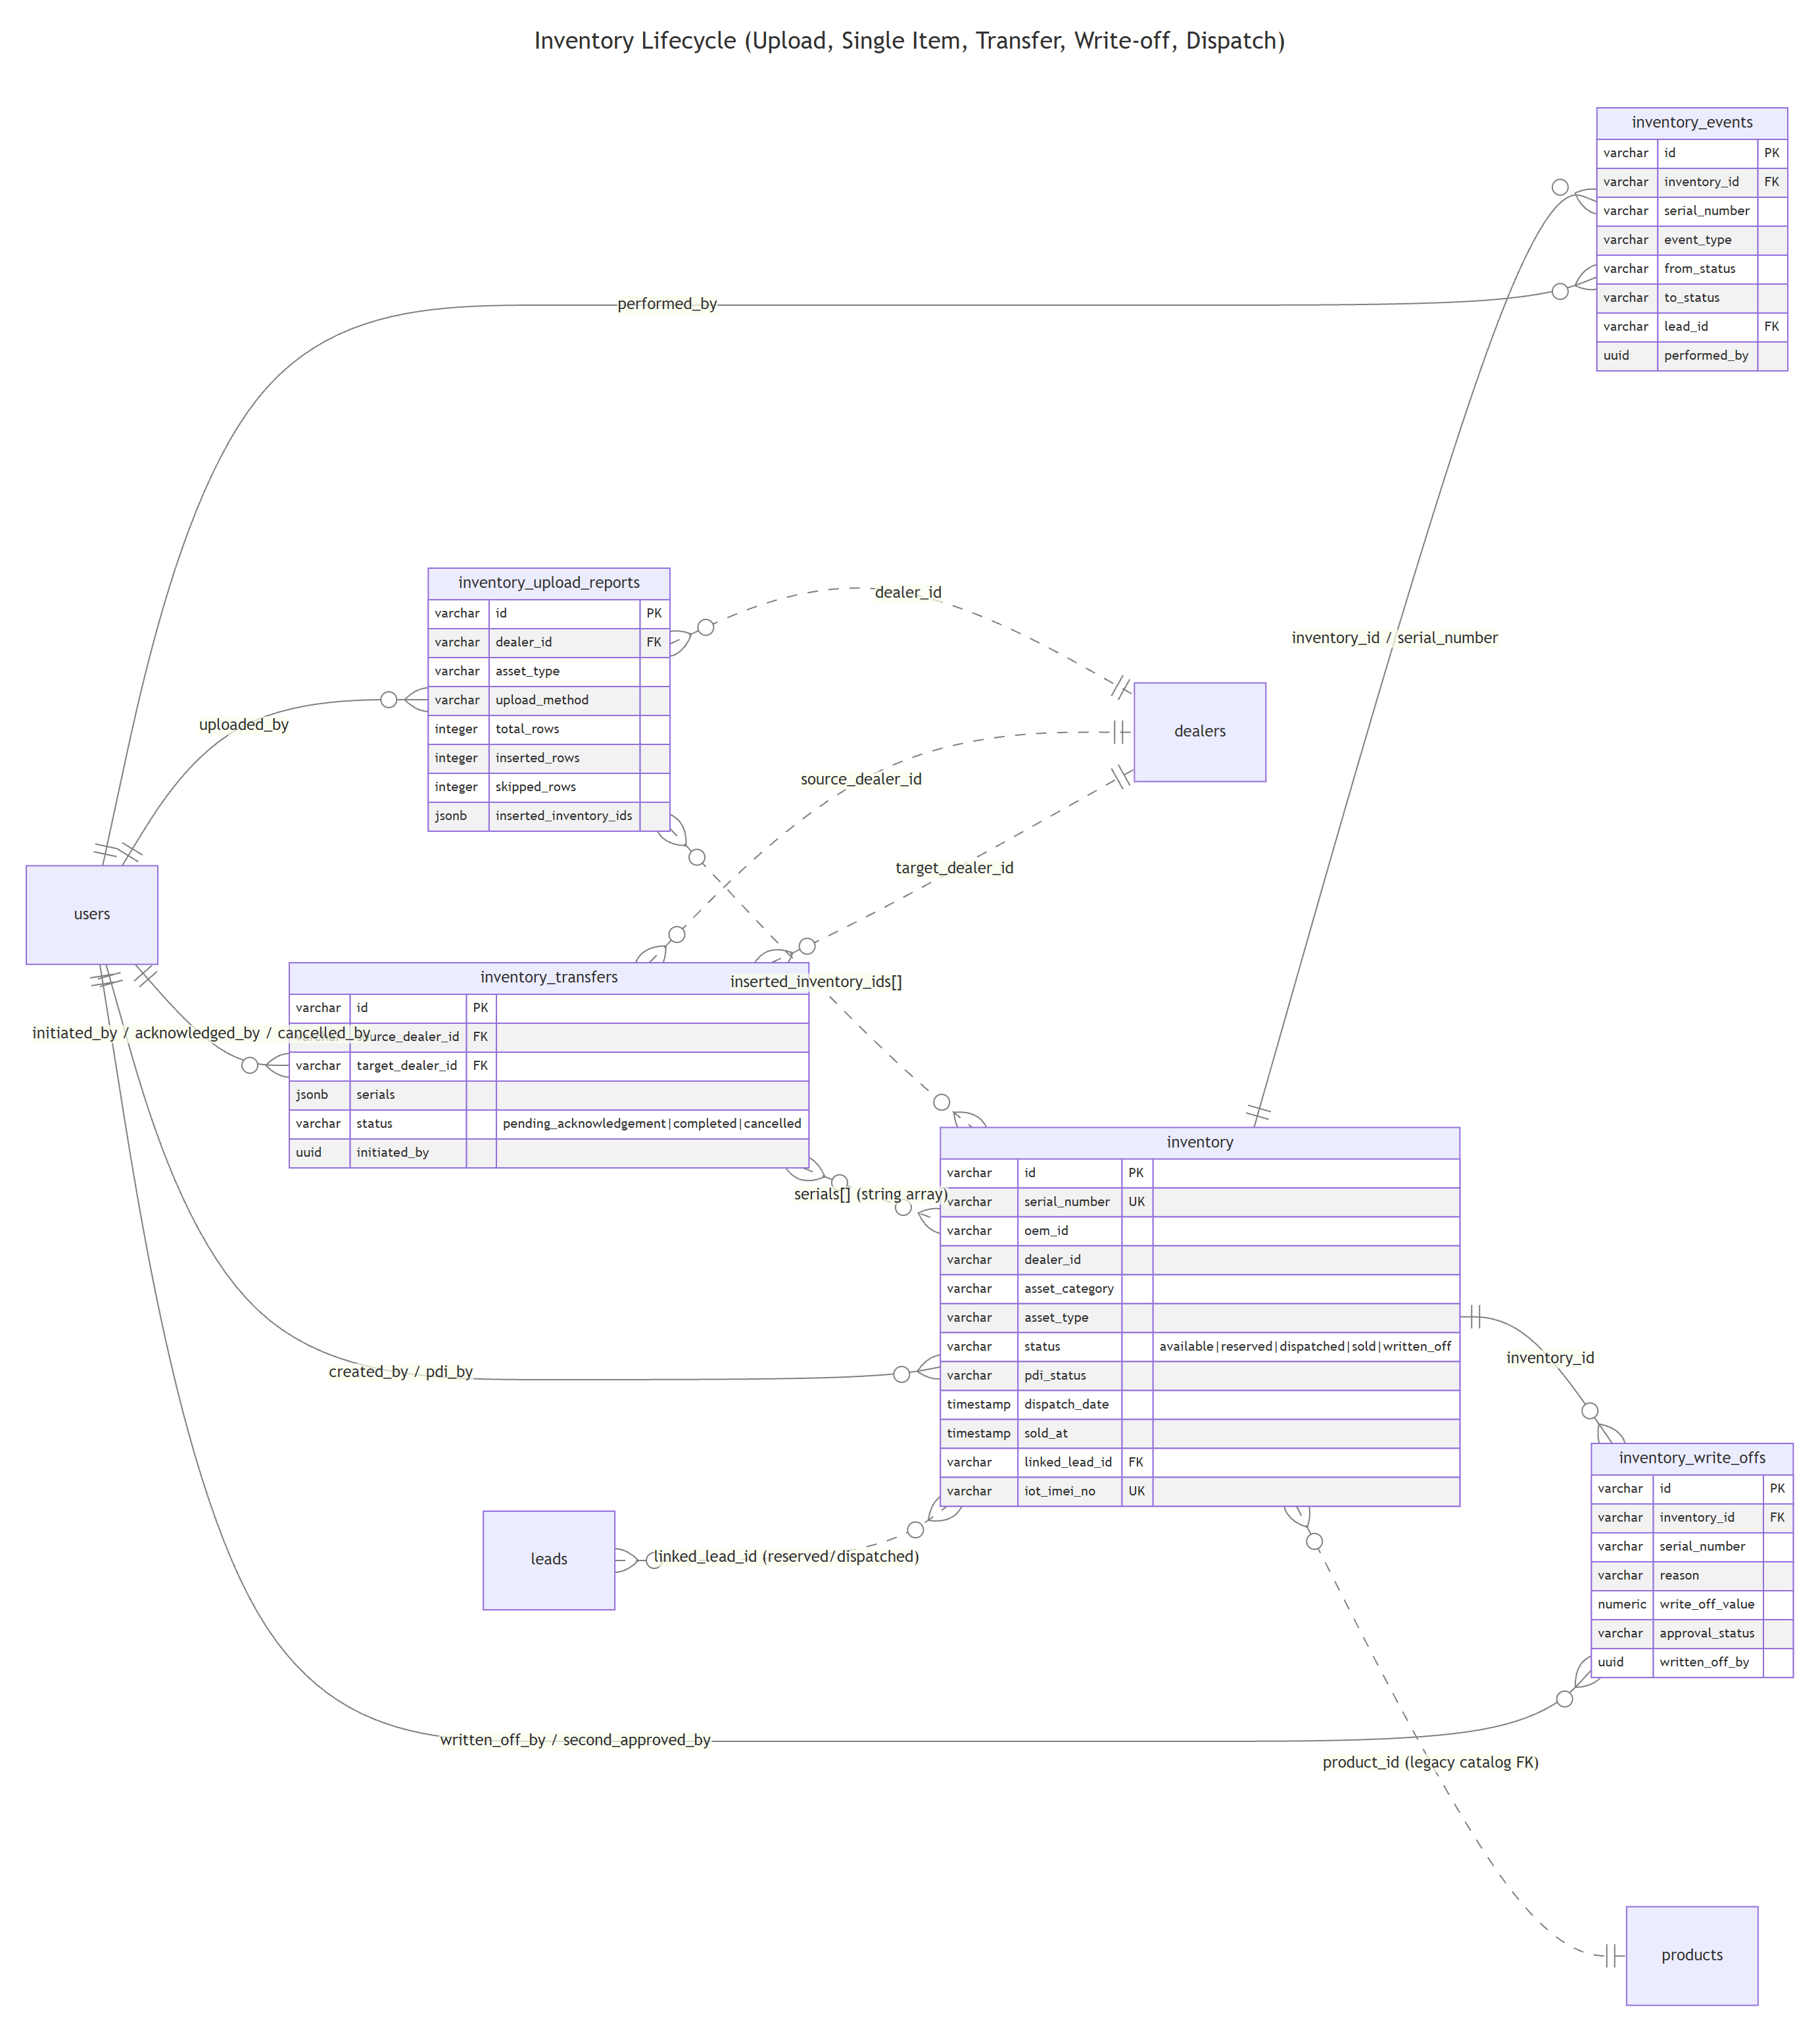 Inventory Lifecycle (Upload, Single Item, Transfer, Write-off, Dispatch)
inventory_events
varchar id PK
varchar inventory_id FK
varchar serial_number
varchar event_type
varchar from_status
varchar to_status
varchar lead_id FK
uuid performed_by
performed_by
inventory_upload_reports
varchar id PK
varchar dealer_id FK
varchar asset_type
varchar upload_method
integer total_rows
integer inserted_rows
integer skipped_rows
jsonb inserted_inventory_ids
dealer_id
inventory_id / serial_number
uploaded_by
dealers
source_dealer_id
target_dealer_id
users
inserted_inventory_ids[]
inventory_transfers
varchar id PK
source_dealer_id FK
varchar target_dealer_id FK
jsonb serials
varchar status pending_acknowledgement|completed|cancelled
uuid initiated_by
initiated_by / acknowledged_by / cancelled_by
serials[] (string array)
inventory
varchar id PK
varchar serial_number UK
varchar oem_id
varchar dealer_id
varchar asset_category
varchar asset_type
varchar status available|reserved|dispatched|sold|written_off
varchar pdi_status
timestamp dispatch_date
timestamp sold_at
varchar linked_lead_id FK
varchar iot_imei_no UK
created_by / pdi_by
inventory_id
inventory_write_offs
varchar id PK
varchar inventory_id FK
varchar serial_number
varchar reason
numeric write_off_value
varchar approval_status
uuid written_off_by
leads
linked_lead_id (reserved/dispatched)
written_off_by / second_approved_by
product_id (legacy catalog FK)
products